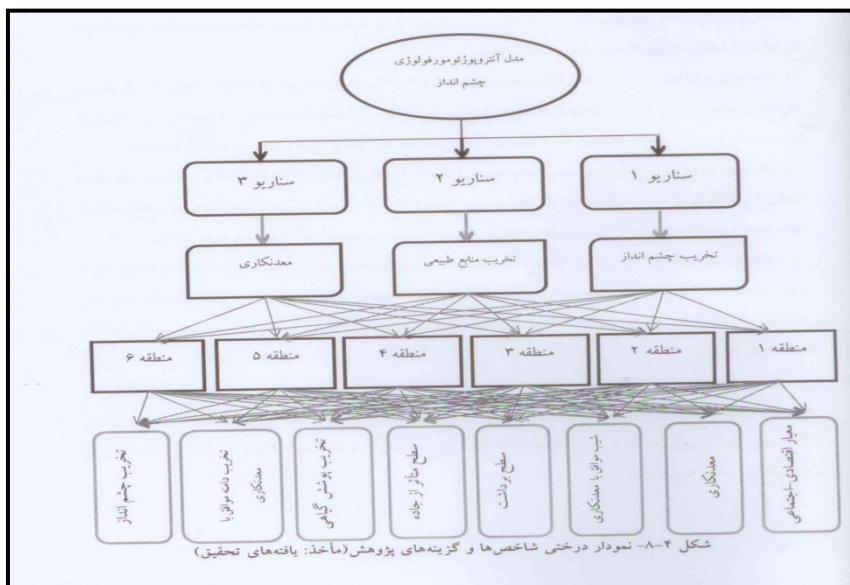 مدل آنتروپوژئومورفولوژی
چشم انداز
سناریو ۱
سناریو ۲
سناریو ۳
تخریب چشم انداز
تخریب منابع طبیعی
معدنکاری
منطقه ۱
منطقه ۲
منطقه ۳
منطقه ۴
منطقه ۵
منطقه ۶
معیار اقتصادی-اجتماعی
معدنکاری
شیب موافق با معدنکاری
سطح برداشت
سطح متاثر از جاده
تخریب پوشش گیاهی
تخریب دامنه موافق با
معدنکاری
تخریب چشم انداز
شکل ۴-۸- نمودار درختی شاخص‌ها و گزینه‌های پژوهش(مأخذ: یافته‌های تحقیق)